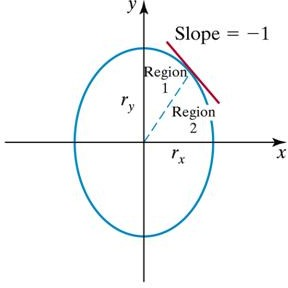 y
Slope = −1
Region
1
r_y
Region
2
r_x
x